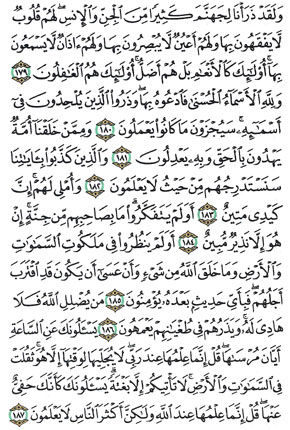 وَلَقَدْ ذَرَأْنَا لِجَهَنَّمَ كَثِيرًا مِّنَ ٱلْجِنِّ وَٱلْإِنسِ ۖ لَهُمْ قُلُوبٌ
لَّا يَفْقَهُونَ بِهَا وَلَهُمْ أَعْيُنٌ لَّا يُبْصِرُونَ بِهَا وَلَهُمْ ءَاذَانٌ لَّا يَسْمَعُونَ
بِهَآ ۚ أُو۟لَٰٓئِكَ كَٱلْأَنْعَٰمِ بَلْ هُمْ أَضَلُّ ۚ أُو۟لَٰٓئِكَ هُمُ ٱلْغَٰفِلُونَ ١٧٩
وَلِلَّهِ ٱلْأَسْمَآءُ ٱلْحُسْنَىٰ فَٱدْعُوهُ بِهَا ۖ وَذَرُوا۟ ٱلَّذِينَ يُلْحِدُونَ فِىٓ
أَسْمَٰٓئِهِۦ ۚ سَيُجْزَوْنَ مَا كَانُوا۟ يَعْمَلُونَ ١٨٠ وَمِمَّنْ خَلَقْنَآ أُمَّةٌ
يَهْدُونَ بِٱلْحَقِّ وَبِهِۦ يَعْدِلُونَ ١٨١ وَٱلَّذِينَ كَذَّبُوا۟ بِـَٔايَٰتِنَا
سَنَسْتَدْرِجُهُم مِّنْ حَيْثُ لَا يَعْلَمُونَ ١٨٢ وَأُمْلِى لَهُمْ ۚ إِنَّ
كَيْدِى مَتِينٌ ١٨٣ أَوَلَمْ يَتَفَكَّرُوا۟ ۗ مَا بِصَاحِبِهِم مِّن جِنَّةٍ ۚ إِنْ
هُوَ إِلَّا نَذِيرٌ مُّبِينٌ ١٨٤ أَوَلَمْ يَنظُرُوا۟ فِى مَلَكُوتِ ٱلسَّمَٰوَٰتِ
وَٱلْأَرْضِ وَمَا خَلَقَ ٱللَّهُ مِن شَىْءٍ وَأَنْ عَسَىٰٓ أَن يَكُونَ قَدِ ٱقْتَرَبَ
أَجَلُهُمْ ۖ فَبِأَىِّ حَدِيثٍۭ بَعْدَهُۥ يُؤْمِنُونَ ١٨٥ مَن يُضْلِلِ ٱللَّهُ فَلَا
هَادِىَ لَهُۥ ۚ وَيَذَرُهُمْ فِى طُغْيَٰنِهِمْ يَعْمَهُونَ ١٨٦ يَسْـَٔلُونَكَ عَنِ ٱلسَّاعَةِ
أَيَّانَ مُرْسَىٰهَا ۖ قُلْ إِنَّمَا عِلْمُهَا عِندَ رَبِّى ۖ لَا يُجَلِّيهَا لِوَقْتِهَآ إِلَّا هُوَ ۚ ثَقُلَتْ
فِى ٱلسَّمَٰوَٰتِ وَٱلْأَرْضِ ۚ لَا تَأْتِيكُمْ إِلَّا بَغْتَةً ۗ يَسْـَٔلُونَكَ كَأَنَّكَ حَفِىٌّ
عَنْهَا ۖ قُلْ إِنَّمَا عِلْمُهَا عِندَ ٱللَّهِ وَلَٰكِنَّ أَكْثَرَ ٱلنَّاسِ لَا يَعْلَمُونَ ١٨٧